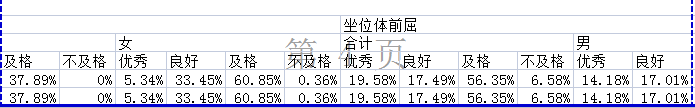 坐位体前屈
女 合计 男
及格 不及格 优秀 良好 及格 不及格 优秀 良好 及格 不及格 优秀 良好
37.89% 0% 5.34% 33.45% 60.85% 0.36% 19.58% 17.49% 56.35% 6.58% 14.18% 17.01%
37.89% 0% 5.34% 33.45% 60.85% 0.36% 19.58% 17.49% 56.35% 6.58% 14.18% 17.01%
第 4 页